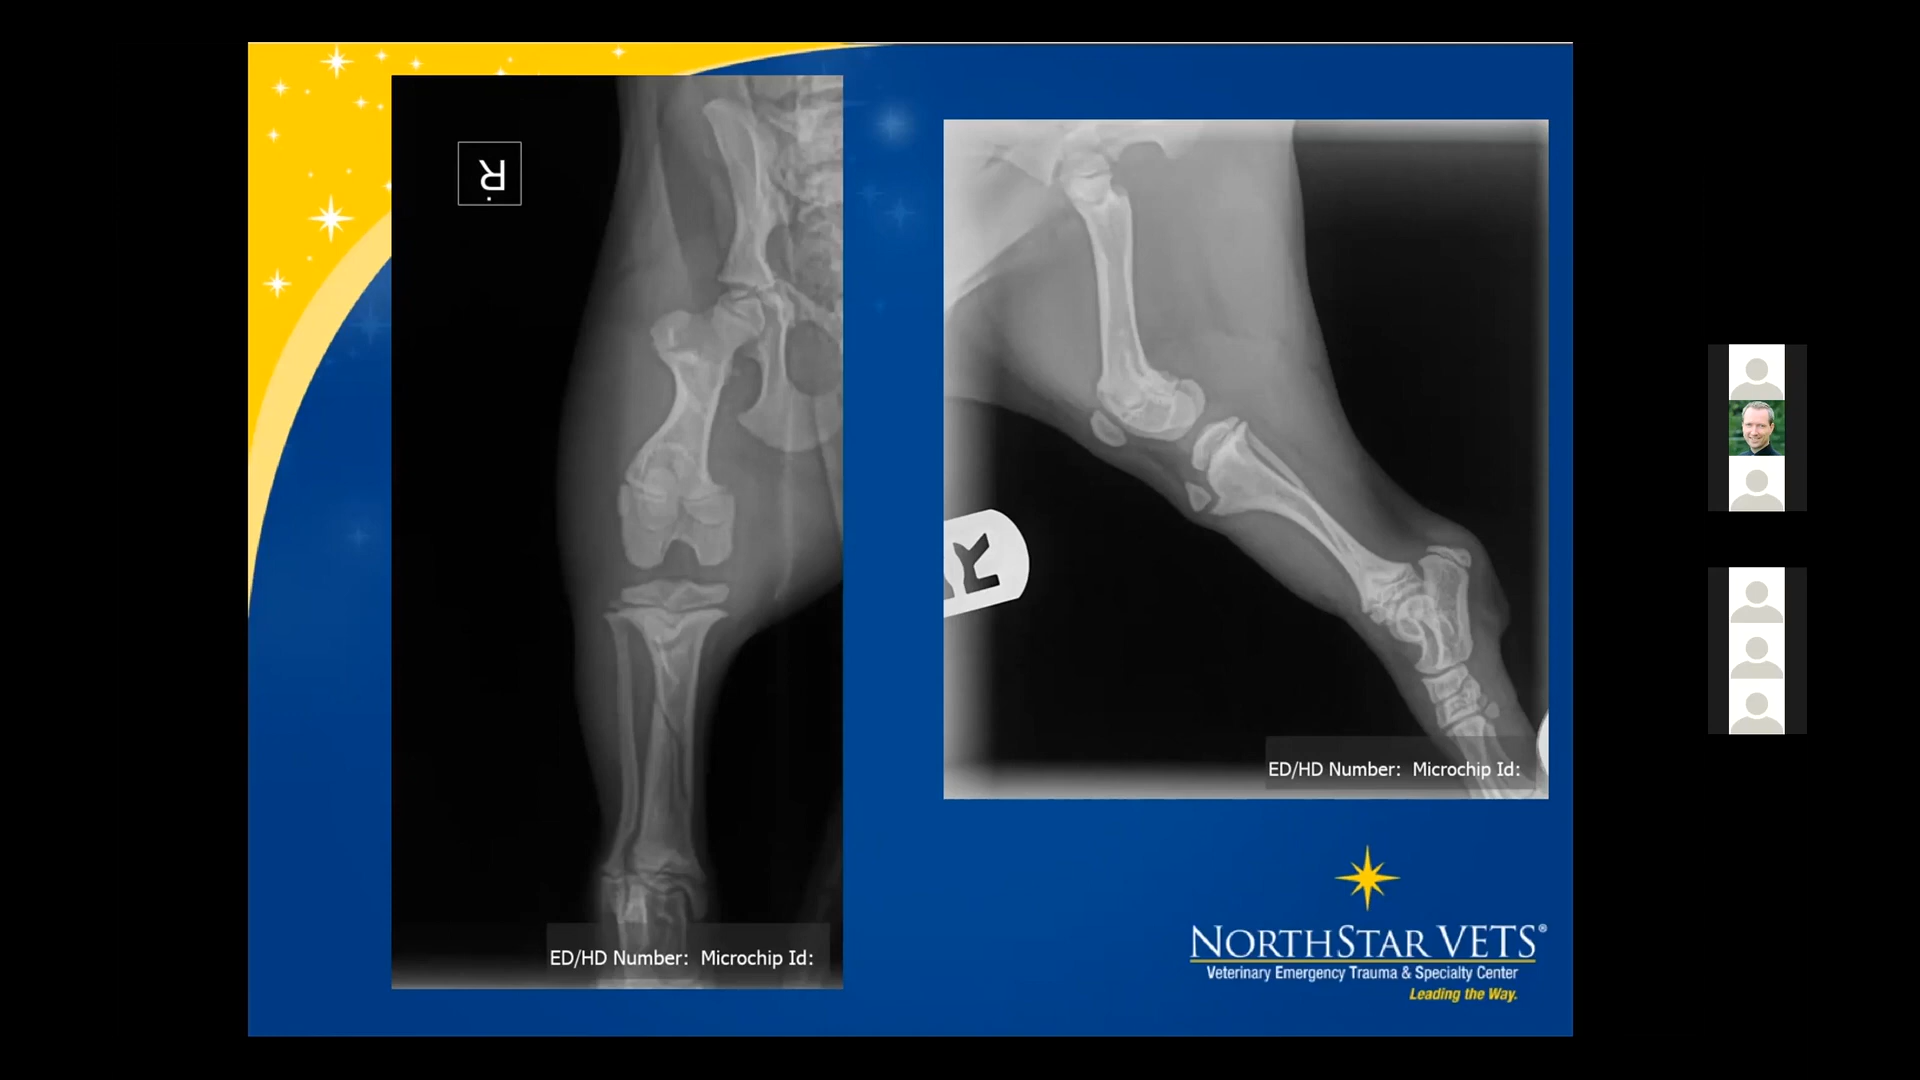 R
R
ED/HD Number: Microchip Id:
ED/HD Number: Microchip Id:
NORTHSTAR VETS®
Veterinary Emergency Trauma & Specialty Center
Leading the Way.